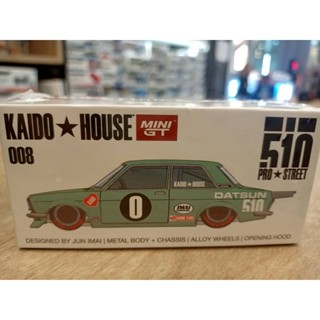 KAIDO★HOUSE MINI GT
008
510
PRO★STREET
KAIDO★HOUSE
0
DATSUN
510
DESIGNED BY JUN IMAI | METAL BODY + CHASSIS | ALLOY WHEELS | OPENING HOOD